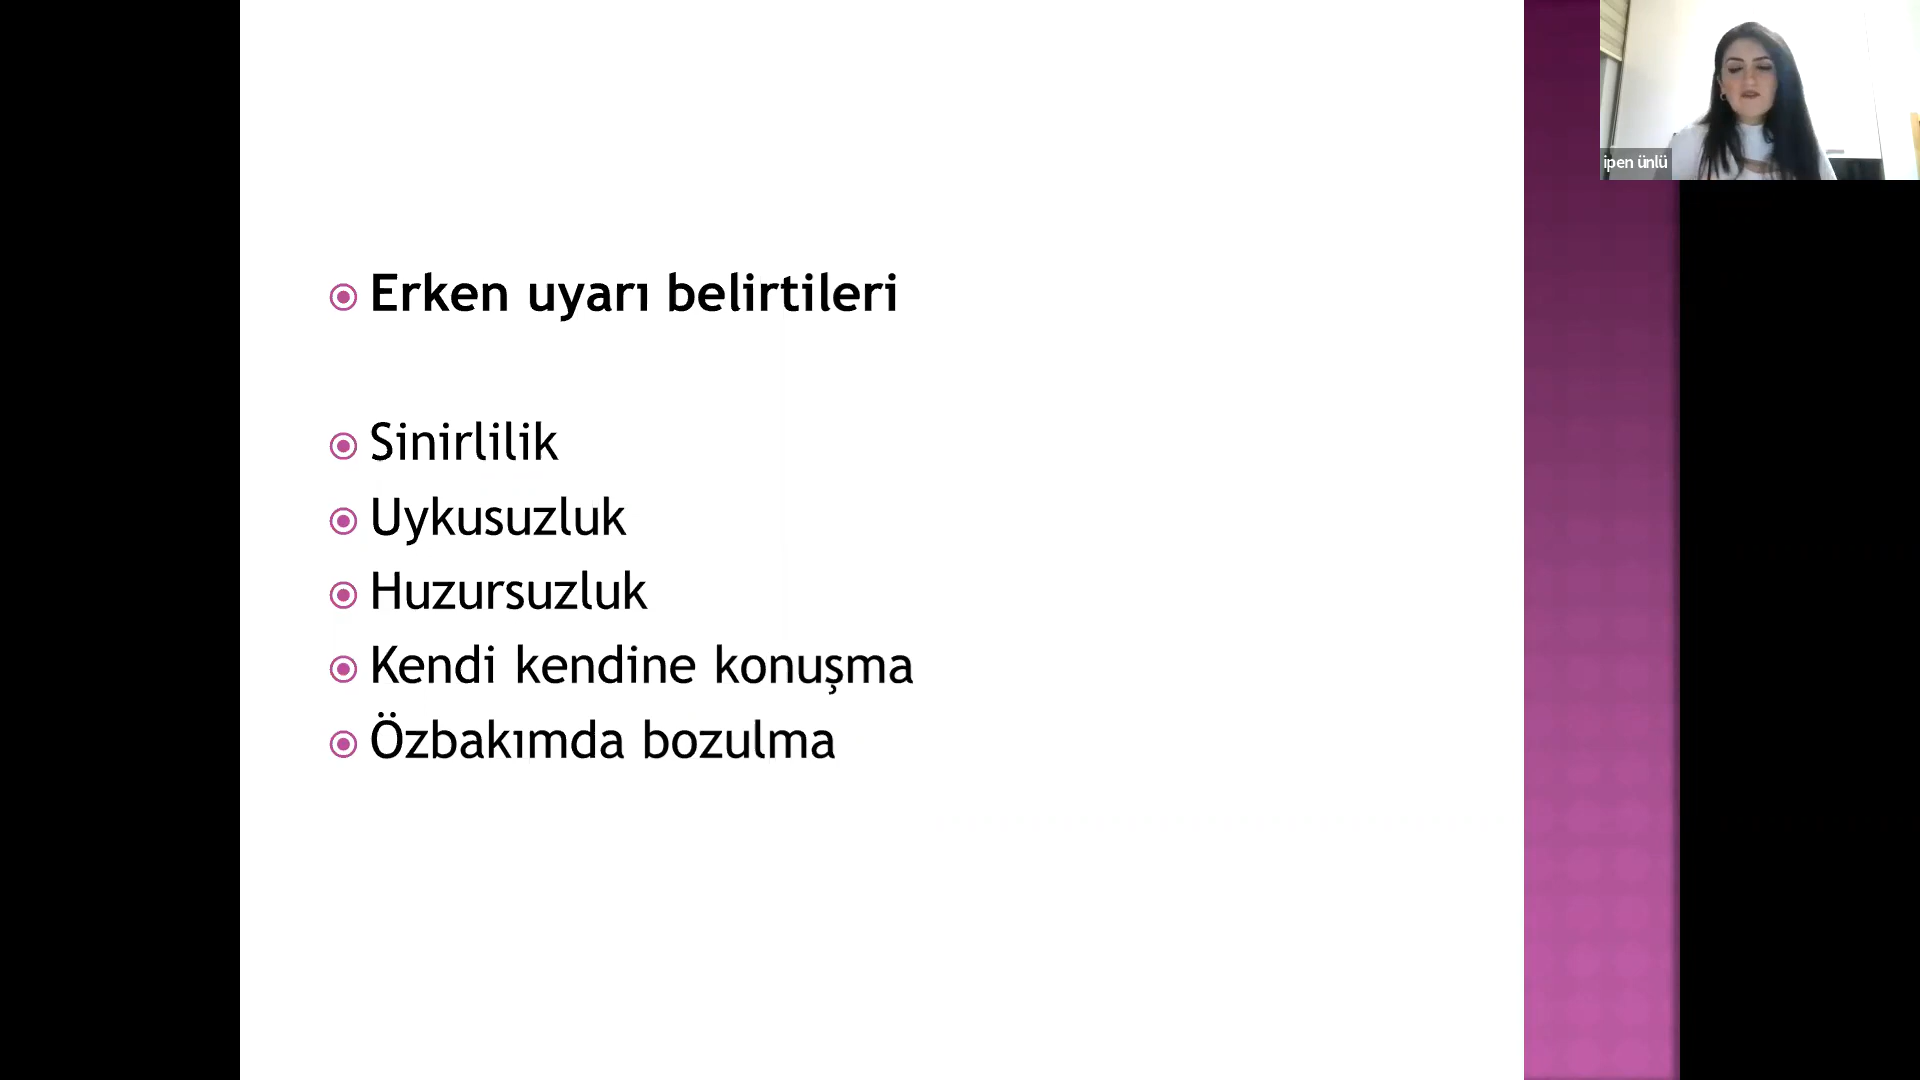 Erken uyarı belirtileri
Sinirlilik
Uykusuzluk
Huzursuzluk
Kendi kendine konuşma
Özbakımda bozulma
ipen ünlü